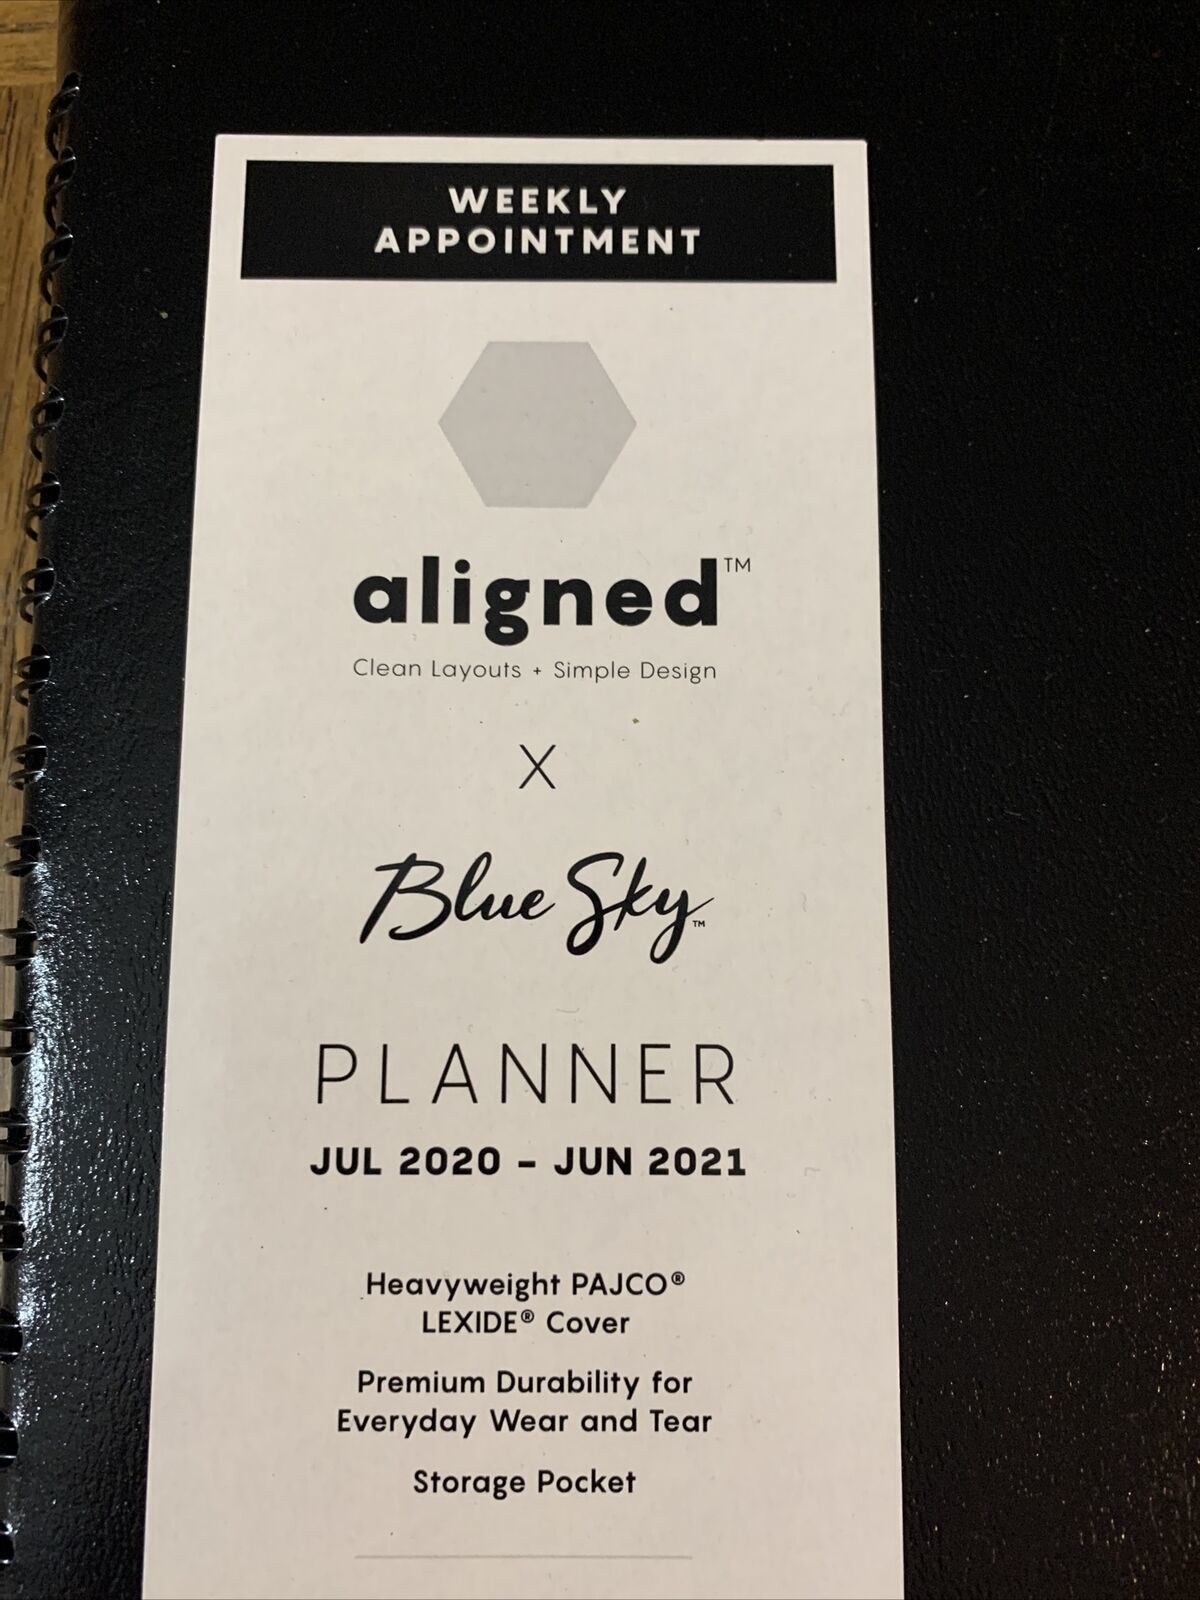 WEEKLY
APPOINTMENT
aligned™
Clean Layouts + Simple Design
X
Blue Sky™
PLANNER
JUL 2020 – JUN 2021
Heavyweight PAJCO®
LEXIDE® Cover
Premium Durability for
Everyday Wear and Tear
Storage Pocket